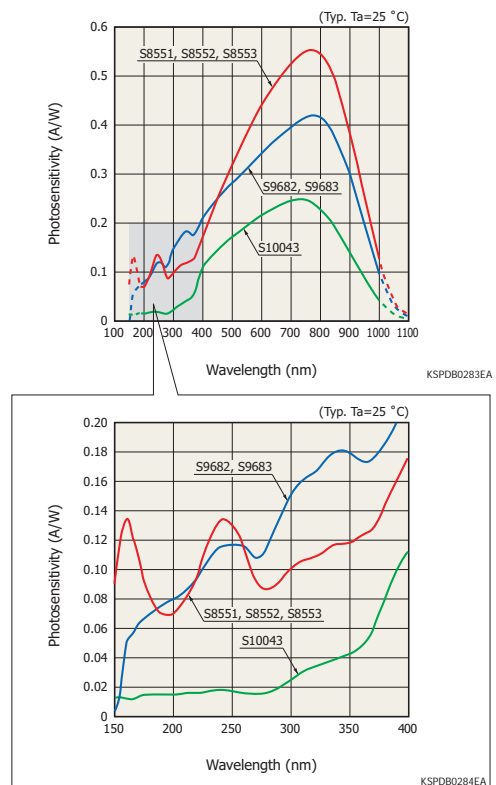 (Typ. Ta=25 ˚C)
0.6
0.5
0.4
0.3
0.2
0.1
0
Photosensitivity (A/W)
S8551, S8552, S8553
S9682, S9683
S10043
100 200 300 400 500 600 700 800 900 1000 1100
Wavelength (nm)
KSPDB0283EA
(Typ. Ta=25 ˚C)
0.20
0.18
0.16
0.14
0.12
0.10
0.08
0.06
0.04
0.02
0
Photosensitivity (A/W)
S9682, S9683
S8551, S8552, S8553
S10043
150 200 250 300 350 400
Wavelength (nm)
KSPDB0284EA